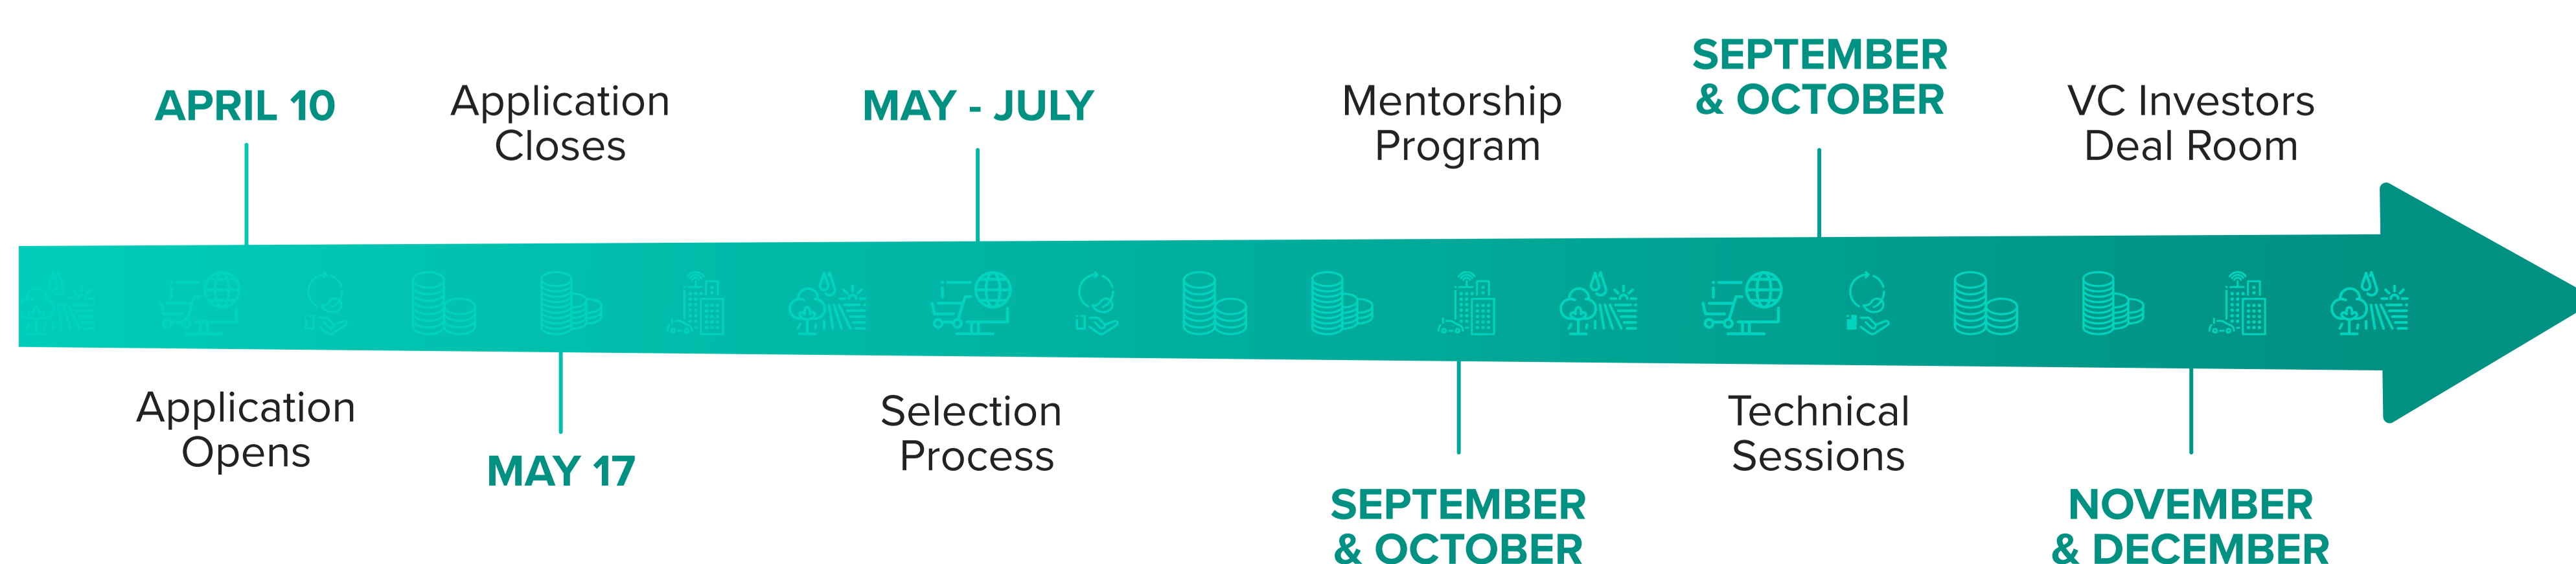 APRIL 10
Application
Opens
Application
Closes
MAY 17
MAY - JULY
Selection
Process
Mentorship
Program
SEPTEMBER
& OCTOBER
SEPTEMBER
& OCTOBER
Technical
Sessions
VC Investors
Deal Room
NOVEMBER
& DECEMBER